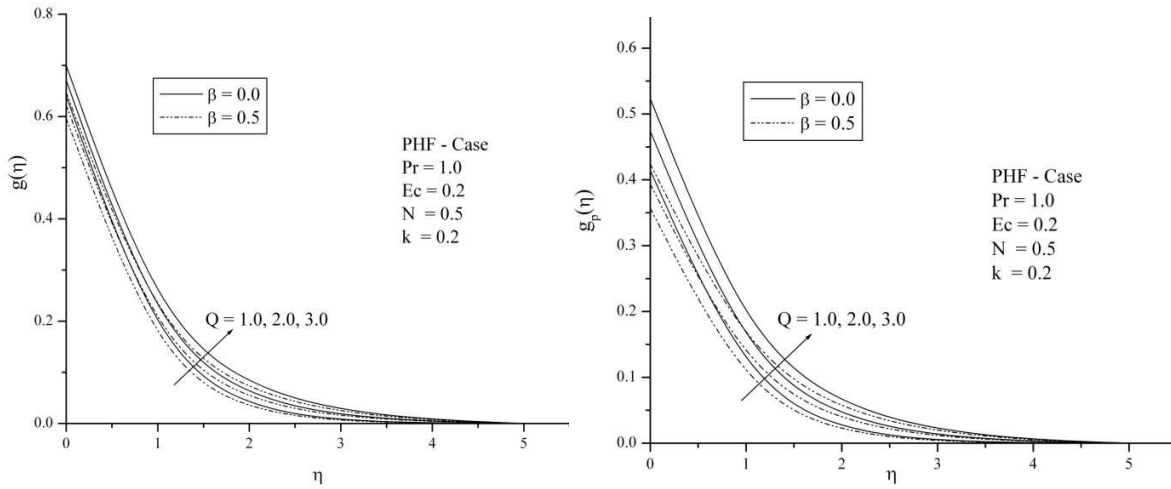 0.8
0.6
0.4
0.2
0.0
g(η)
β = 0.0
β = 0.5
PHF - Case
Pr = 1.0
Ec = 0.2
N = 0.5
k = 0.2
Q = 1.0, 2.0, 3.0
0 1 2 3 4 5
η
0.6
0.5
0.4
0.3
0.2
0.1
0.0
gp(η)
β = 0.0
β = 0.5
PHF - Case
Pr = 1.0
Ec = 0.2
N = 0.5
k = 0.2
Q = 1.0, 2.0, 3.0
0 1 2 3 4 5
η